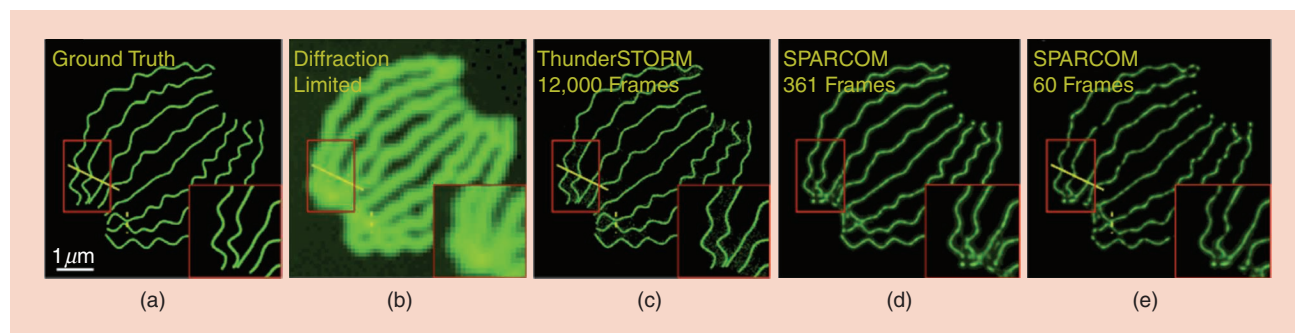 Ground Truth
Diffraction
Limited
ThunderSTORM
12,000 Frames
SPARCOM
361 Frames
SPARCOM
60 Frames
1 μm
(a)
(b)
(c)
(d)
(e)